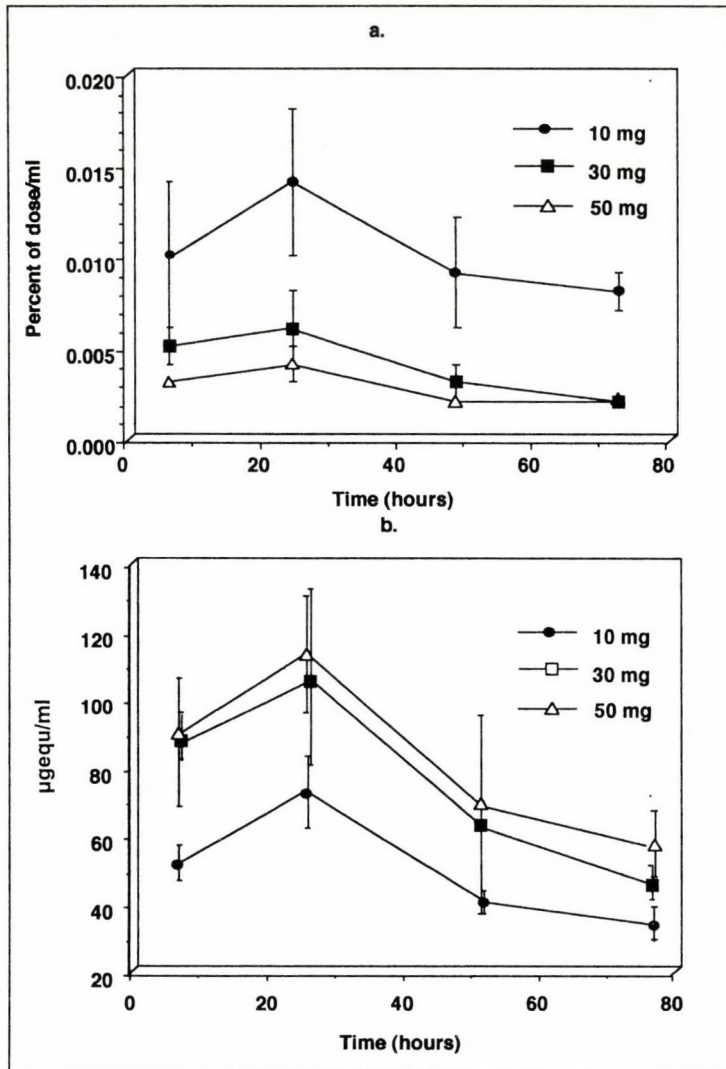 a.
0.020
0.015
0.010
0.005
0.000
Percent of dose/ml
10 mg
30 mg
50 mg
0 20 40 60 80
Time (hours)
b.
140
120
100
80
60
40
20
µgequ/ml
10 mg
30 mg
50 mg
0 20 40 60 80
Time (hours)